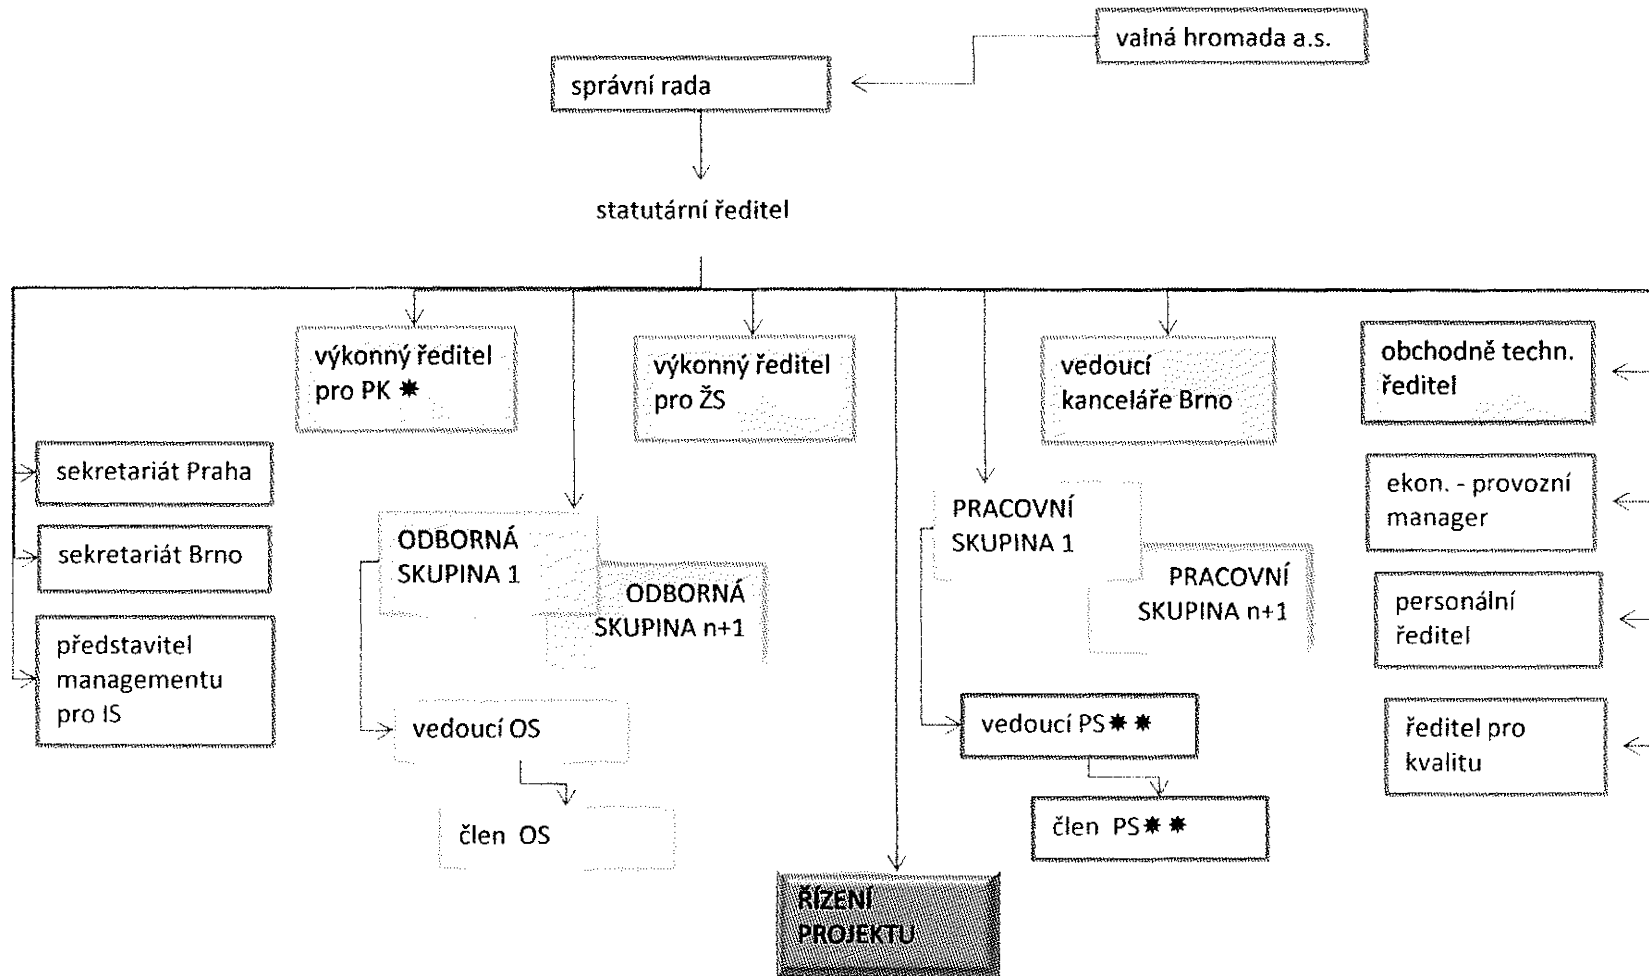 valná hromada a.s.
správní rada
statutární ředitel
výkonný ředitel
pro PK ✷
výkonný ředitel
pro ŽS
vedoucí
kanceláře Brno
obchodně techn.
ředitel
sekretariát Praha
sekretariát Brno
představitel
managementu
pro IS
ODBORNÁ
SKUPINA 1
ODBORNÁ
SKUPINA n+1
vedoucí OS
člen OS
PRACOVNÍ
SKUPINA 1
PRACOVNÍ
SKUPINA n+1
vedoucí PS✷ ✷
člen PS✷ ✷
ekon. - provozní
manager
personální
ředitel
ředitel pro
kvalitu
ŘÍZENÍ
PROJEKTU